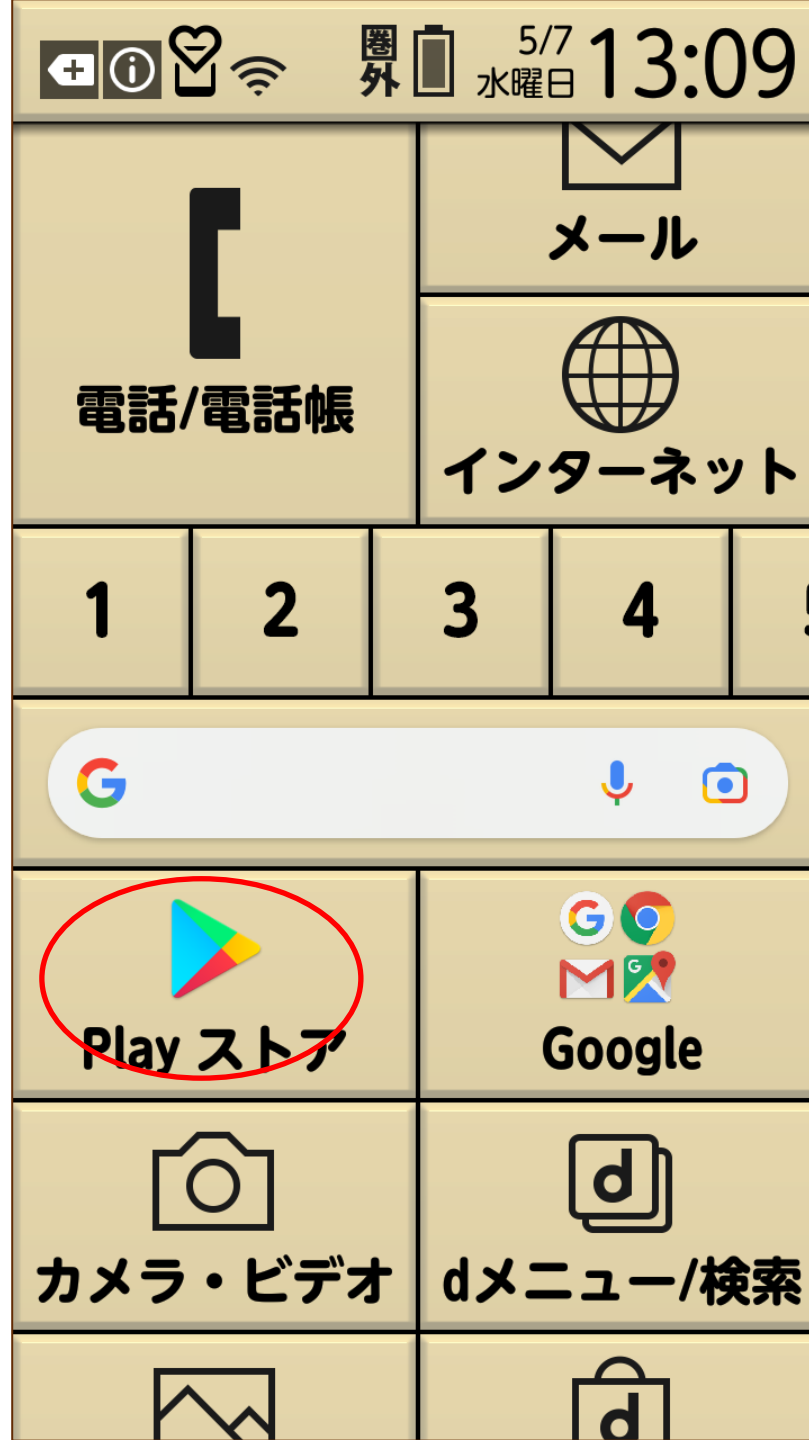 圏外
5/7
水曜日
13:09
メール
電話/電話帳
インターネット
1 2 3 4
Play ストア
Google
カメラ・ビデオ
dメニュー/検索